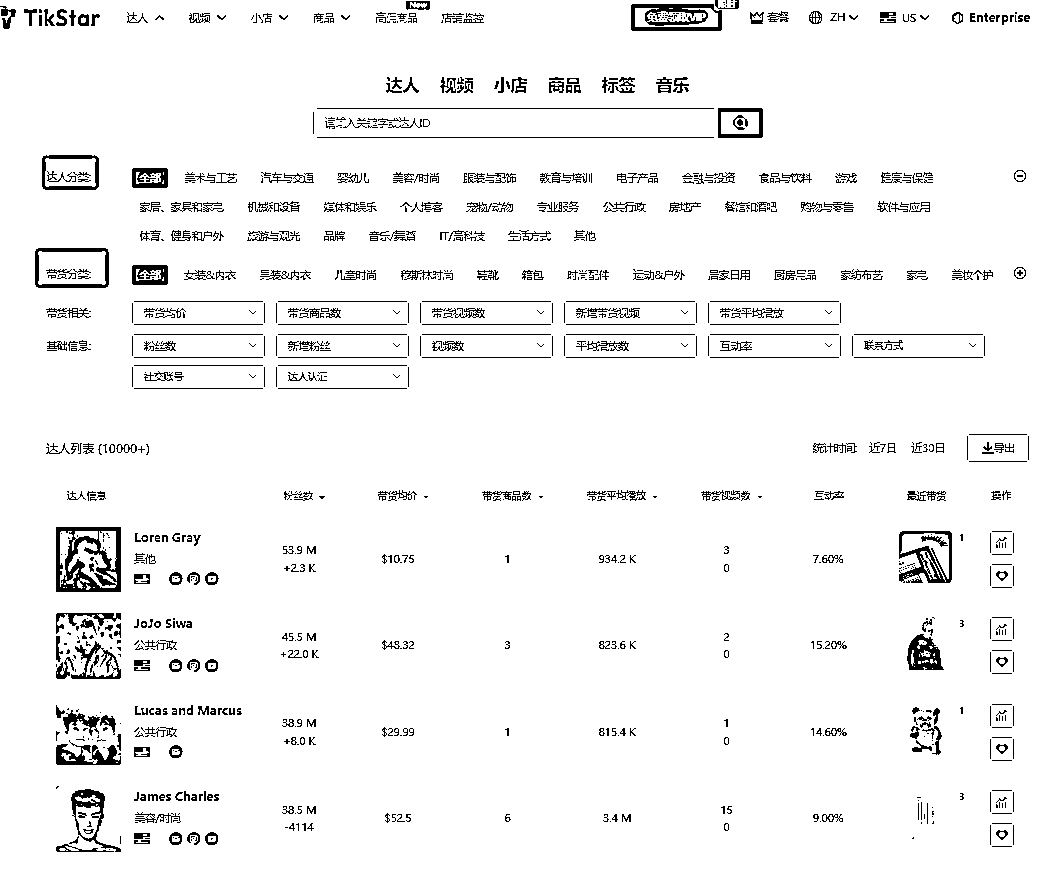 TikStar 达人 视频 小店 商品 高佣商品 New 店铺监控 免费领取VIP 套餐 ZH US Enterprise
达人 视频 小店 商品 标签 音乐
请输入关键字或达人ID
达人分类: 全部 美术与工艺 汽车与交通 婴幼儿 美容/时尚 服装与配饰 教育与培训 电子产品 金融与投资 食品与饮料 游戏 健康与保健
家居、家具和家电 机械和设备 媒体和娱乐 个人博客 宠物/动物 专业服务 公共行政 房地产 餐馆和酒吧 购物与零售 软件与应用
体育、健身和户外 旅游与观光 品牌 音乐/舞蹈 IT/高科技 生活方式 其他
带货分类: 全部 女装&内衣 男装&内衣 儿童时尚 穆斯林时尚 鞋靴 箱包 时尚配件 运动&户外 居家日用 厨房用品 家纺布艺 家电 美妆个护
带货相关: 带货均价 带货商品数 带货视频数 新增带货视频 带货平均播放
基础信息: 粉丝数 新增粉丝 视频数 平均播放数 互动率 联系方式
社交账号 达人认证
达人列表 (10000+) 统计时间: 近7日 近30日 导出
达人信息 粉丝数 带货均价 带货商品数 带货平均播放 带货视频数 互动率 最近带货 操作
Loren Gray
其他
53.9 M
+2.3 K
$10.75 1 934.2 K
3
0
7.60% 1
JoJo Siwa
公共行政
45.5 M
+22.0 K
$48.32 3 823.6 K
2
0
15.20% 3
Lucas and Marcus
公共行政
38.9 M
+8.0 K
$29.99 1 815.4 K
1
0
14.60% 1
James Charles
美容/时尚
38.5 M
-4114
$52.5 6 3.4 M
15
0
9.00% 3